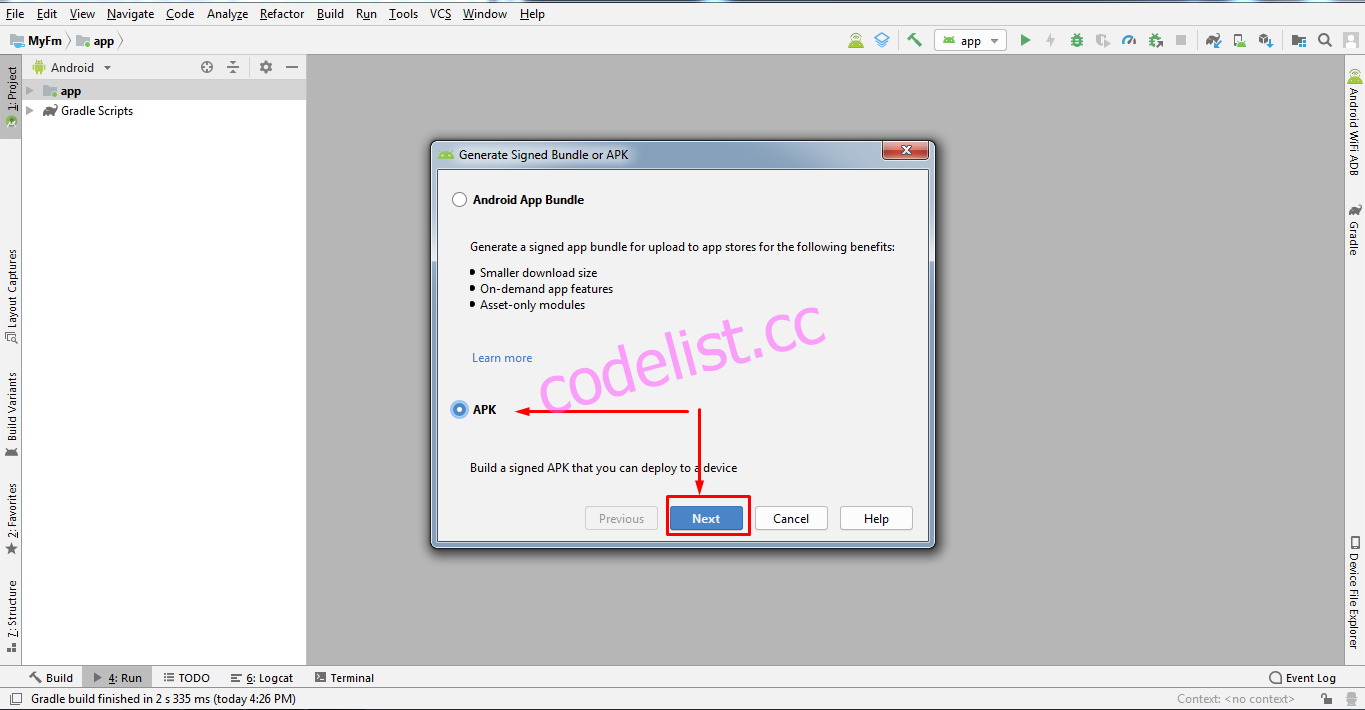 File Edit View Navigate Code Analyze Refactor Build Run Tools VCS Window Help
MyFm app
app
Android
1: Project
app
Gradle Scripts
Layout Captures
Build Variants
2: Favorites
7: Structure
Generate Signed Bundle or APK
Android App Bundle
Generate a signed app bundle for upload to app stores for the following benefits:
Smaller download size
On-demand app features
Asset-only modules
codelist.cc
Learn more
APK
Build a signed APK that you can deploy to a device
Previous Next Cancel Help
Android WiFi ADB
Gradle
Device File Explorer
Build 4: Run TODO 6: Logcat Terminal Event Log
Gradle build finished in 2 s 335 ms (today 4:26 PM) Context: <no context>